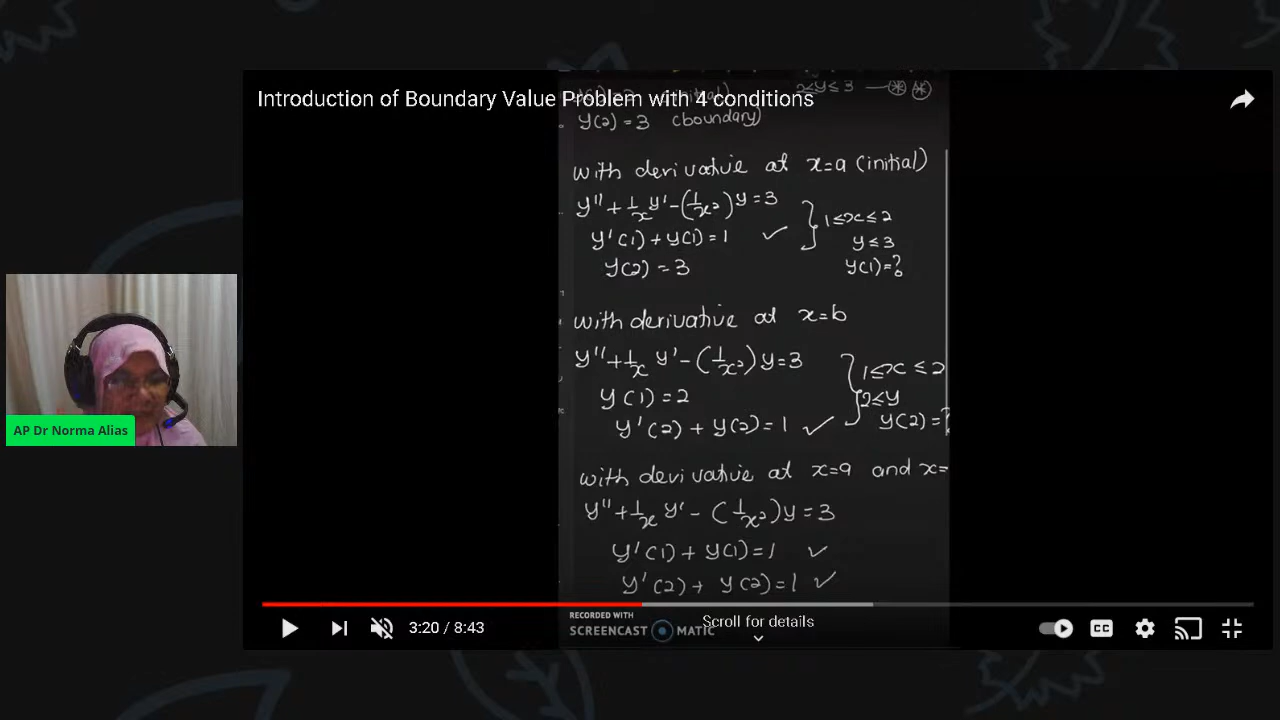 Introduction of Boundary Value Problem with 4 conditions
2≤y≤3 —⊛⊛
y(2) = 3 (boundary)
with derivative at x=a (initial)
y'' + 1/x y' - (1/x²) y = 3
y'(1) + y(1) = 1 ✓
y(2) = 3
} 1≤x≤2
y≤3
y(1)=?
with derivative at x=b
y'' + 1/x y' - (1/x²) y = 3
y(1) = 2
y'(2) + y(2) = 1 ✓
} 1≤x≤2
2≤y
y(2)=?
with derivative at x=a and x=
y'' + 1/x y' - (1/x²) y = 3
y'(1) + y(1) = 1 ✓
y'(2) + y(2) = 1 ✓
AP Dr Norma Alias
RECORDED WITH
SCREENCAST MATIC
Scroll for details
3:20 / 8:43
CC